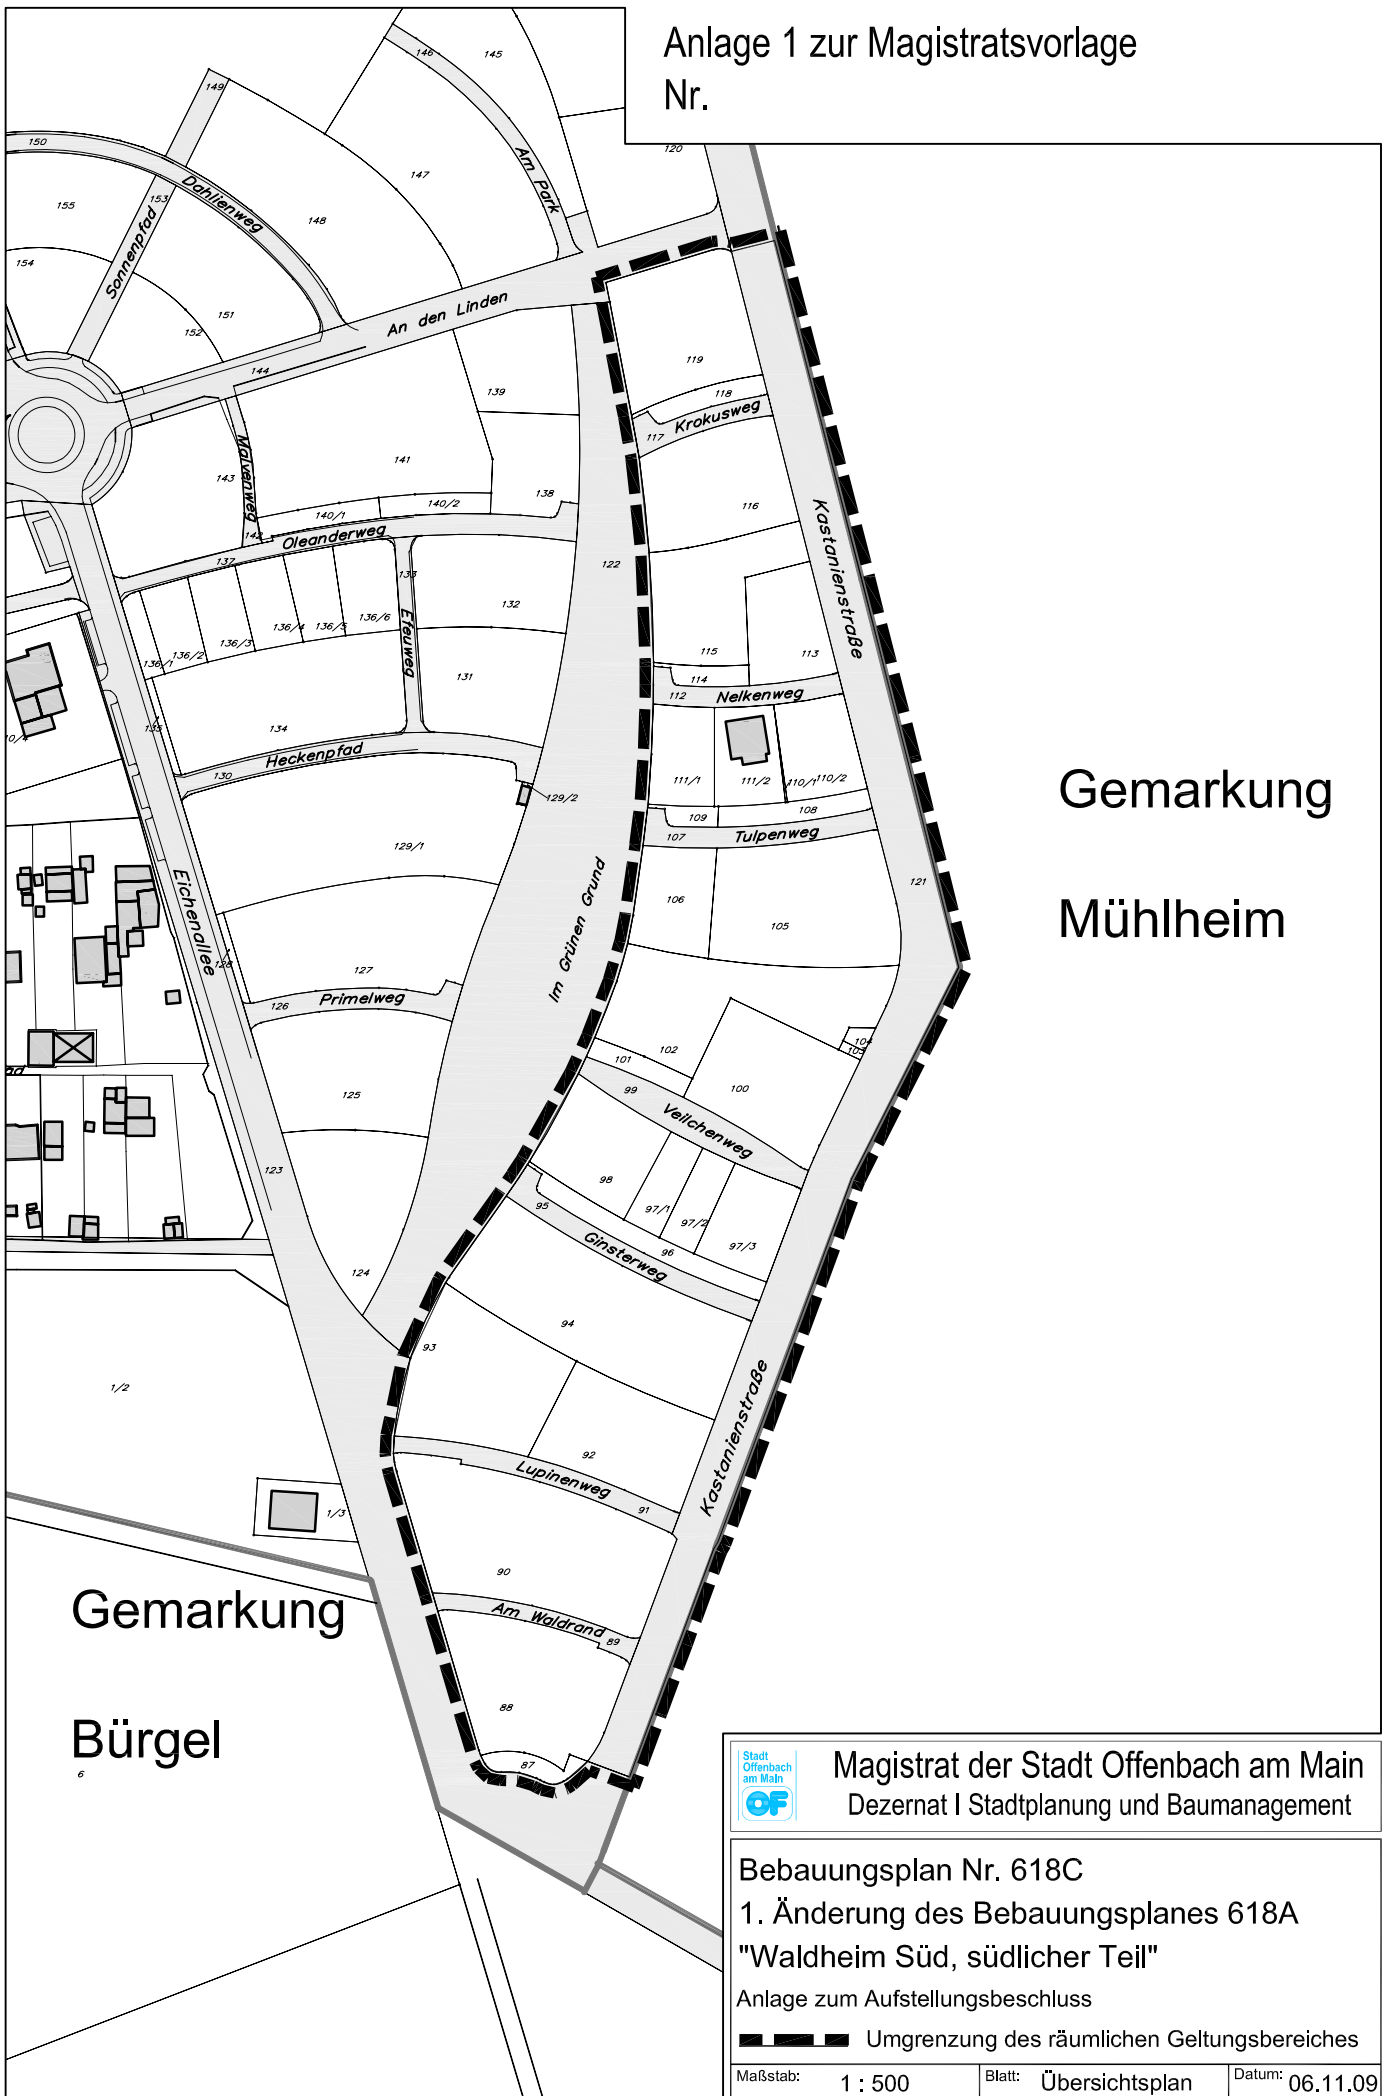 Anlage 1 zur Magistratsvorlage
Nr.
145
146
149
120
150
147
Am Park
Dahlienweg
153
155
148
Sonnenpfad
154
151
152
An den Linden
144
119
139
118
Krokusweg
117
141
Malvenweg
143
138
140/2
140/1
116
Kastanienstraße
142
Oleanderweg
137
122
133
132
136/6
136/5
136/4
136/3
136/2
136/1
Efeuweg
115
113
114
131
112
Nelkenweg
135
134
Heckenpfad
130
111/1
111/2
110/1
110/2
129/2
109
108
107
Tulpenweg
129/1
Gemarkung
Mühlheim
Eichenallee
121
Im Grünen Grund
106
105
128
127
126
Primelweg
104
103
102
101
100
99
125
Veilchenweg
123
98
97/1
97/2
97/3
95
96
Ginsterweg
124
94
93
1/2
Kastanienstraße
92
Lupinenweg
91
1/3
90
Gemarkung
Am Waldrand
89
88
Bürgel
6
87
Stadt
Offenbach
am Main
OF
Magistrat der Stadt Offenbach am Main
Dezernat I Stadtplanung und Baumanagement
Bebauungsplan Nr. 618C
1. Änderung des Bebauungsplanes 618A
"Waldheim Süd, südlicher Teil"
Anlage zum Aufstellungsbeschluss
Umgrenzung des räumlichen Geltungsbereiches
Maßstab: 1 : 500
Blatt: Übersichtsplan
Datum: 06.11.09